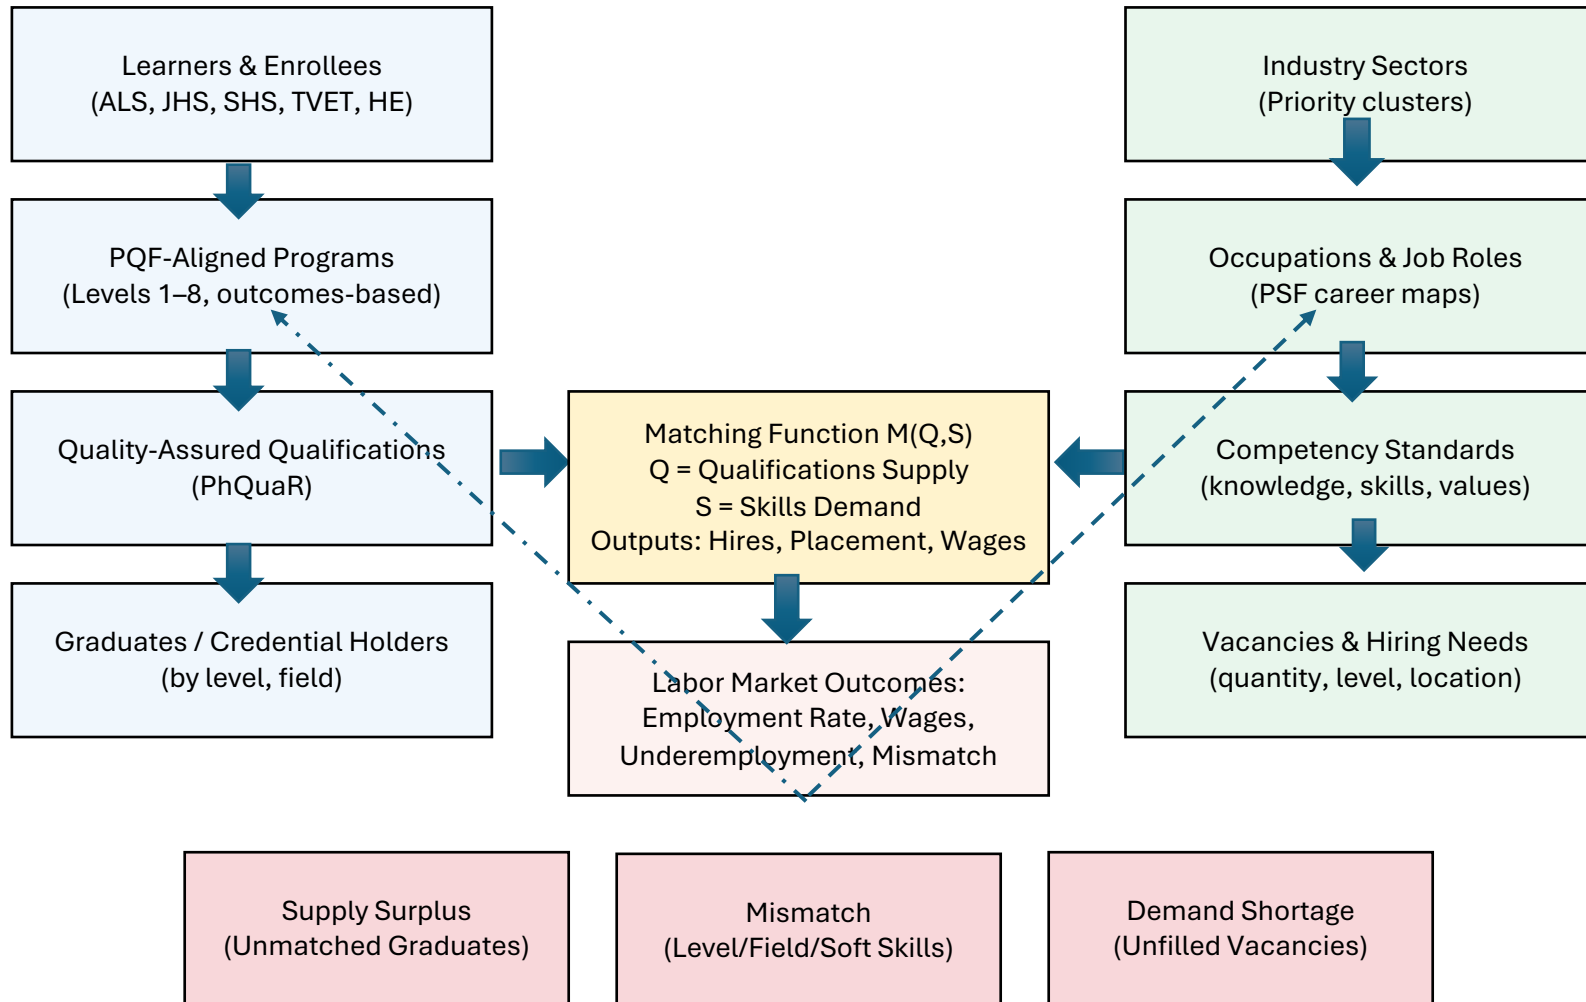 Learners & Enrollees
(ALS, JHS, SHS, TVET, HE)
Industry Sectors
(Priority clusters)
PQF-Aligned Programs
(Levels 1–8, outcomes-based)
Occupations & Job Roles
(PSF career maps)
Quality-Assured Qualifications
(PhQuaR)
Matching Function M(Q,S)
Q = Qualifications Supply
S = Skills Demand
Outputs: Hires, Placement, Wages
Competency Standards
(knowledge, skills, values)
Graduates / Credential Holders
(by level, field)
Labor Market Outcomes:
Employment Rate, Wages,
Underemployment, Mismatch
Vacancies & Hiring Needs
(quantity, level, location)
Supply Surplus
(Unmatched Graduates)
Mismatch
(Level/Field/Soft Skills)
Demand Shortage
(Unfilled Vacancies)